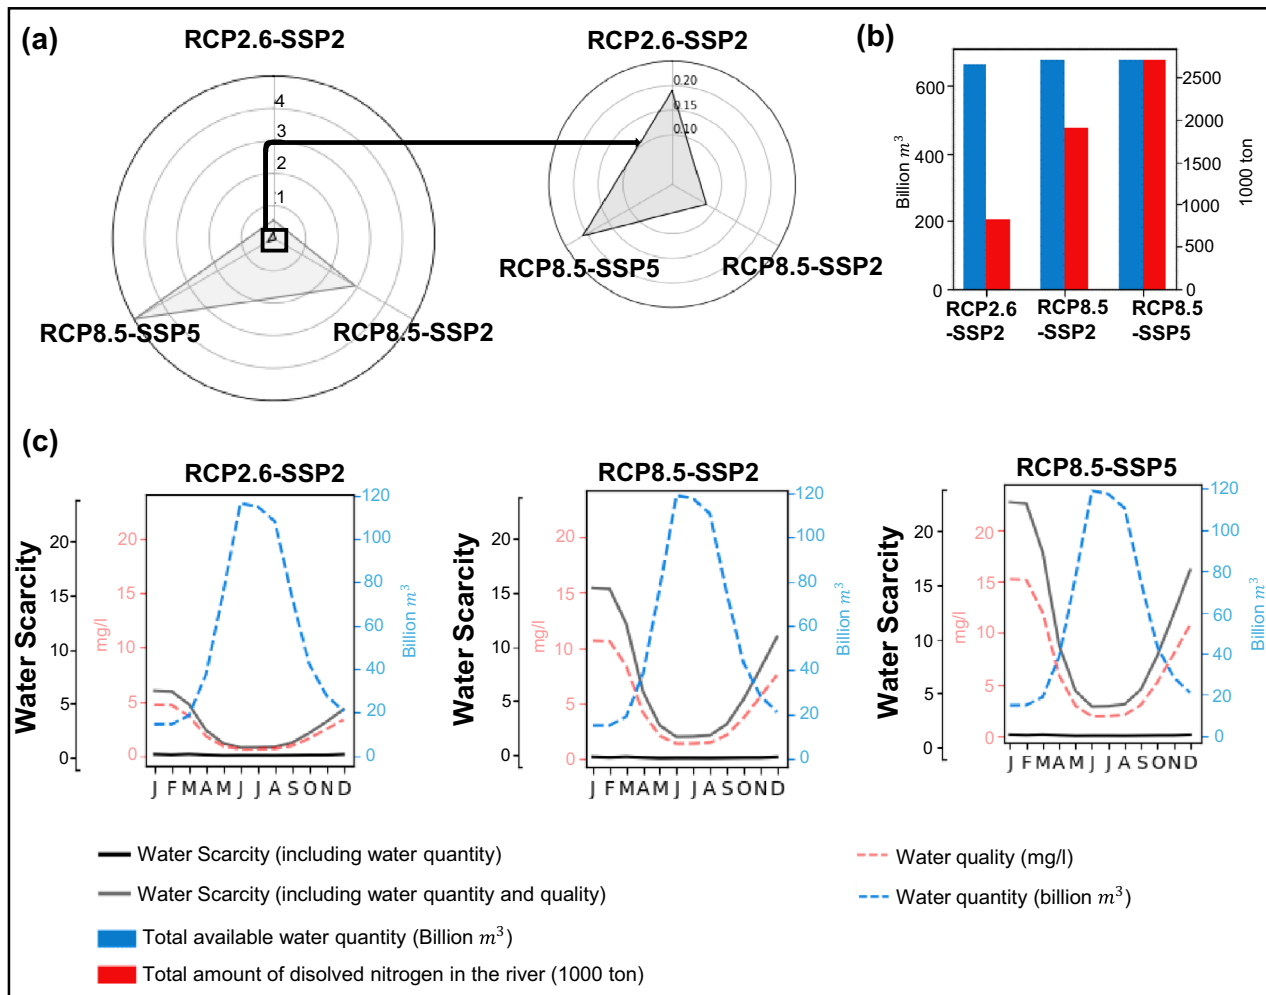 (a)
RCP2.6-SSP2
4
3
2
1
RCP8.5-SSP5
RCP8.5-SSP2
RCP2.6-SSP2
0.20
0.15
0.10
RCP8.5-SSP5
RCP8.5-SSP2
(b)
Billion m³
600
400
200
0
2500
2000
1500
1000
500
0
1000 ton
RCP2.6
-SSP2
RCP8.5
-SSP2
RCP8.5
-SSP5
(c)
RCP2.6-SSP2
Water Scarcity
20
15
10
5
0
mg/l
20
15
10
5
0
120
100
80
60
40
20
0
Billion m³
J F M A M J J A S O N D
RCP8.5-SSP2
Water Scarcity
20
15
10
5
0
mg/l
20
15
10
5
0
120
100
80
60
40
20
0
Billion m³
J F M A M J J A S O N D
RCP8.5-SSP5
Water Scarcity
20
15
10
5
0
mg/l
20
15
10
5
0
120
100
80
60
40
20
0
Billion m³
J F M A M J J A S O N D
Water Scarcity (including water quantity)
Water Scarcity (including water quantity and quality)
Total available water quantity (Billion m³)
Total amount of disolved nitrogen in the river (1000 ton)
Water quality (mg/l)
Water quantity (billion m³)